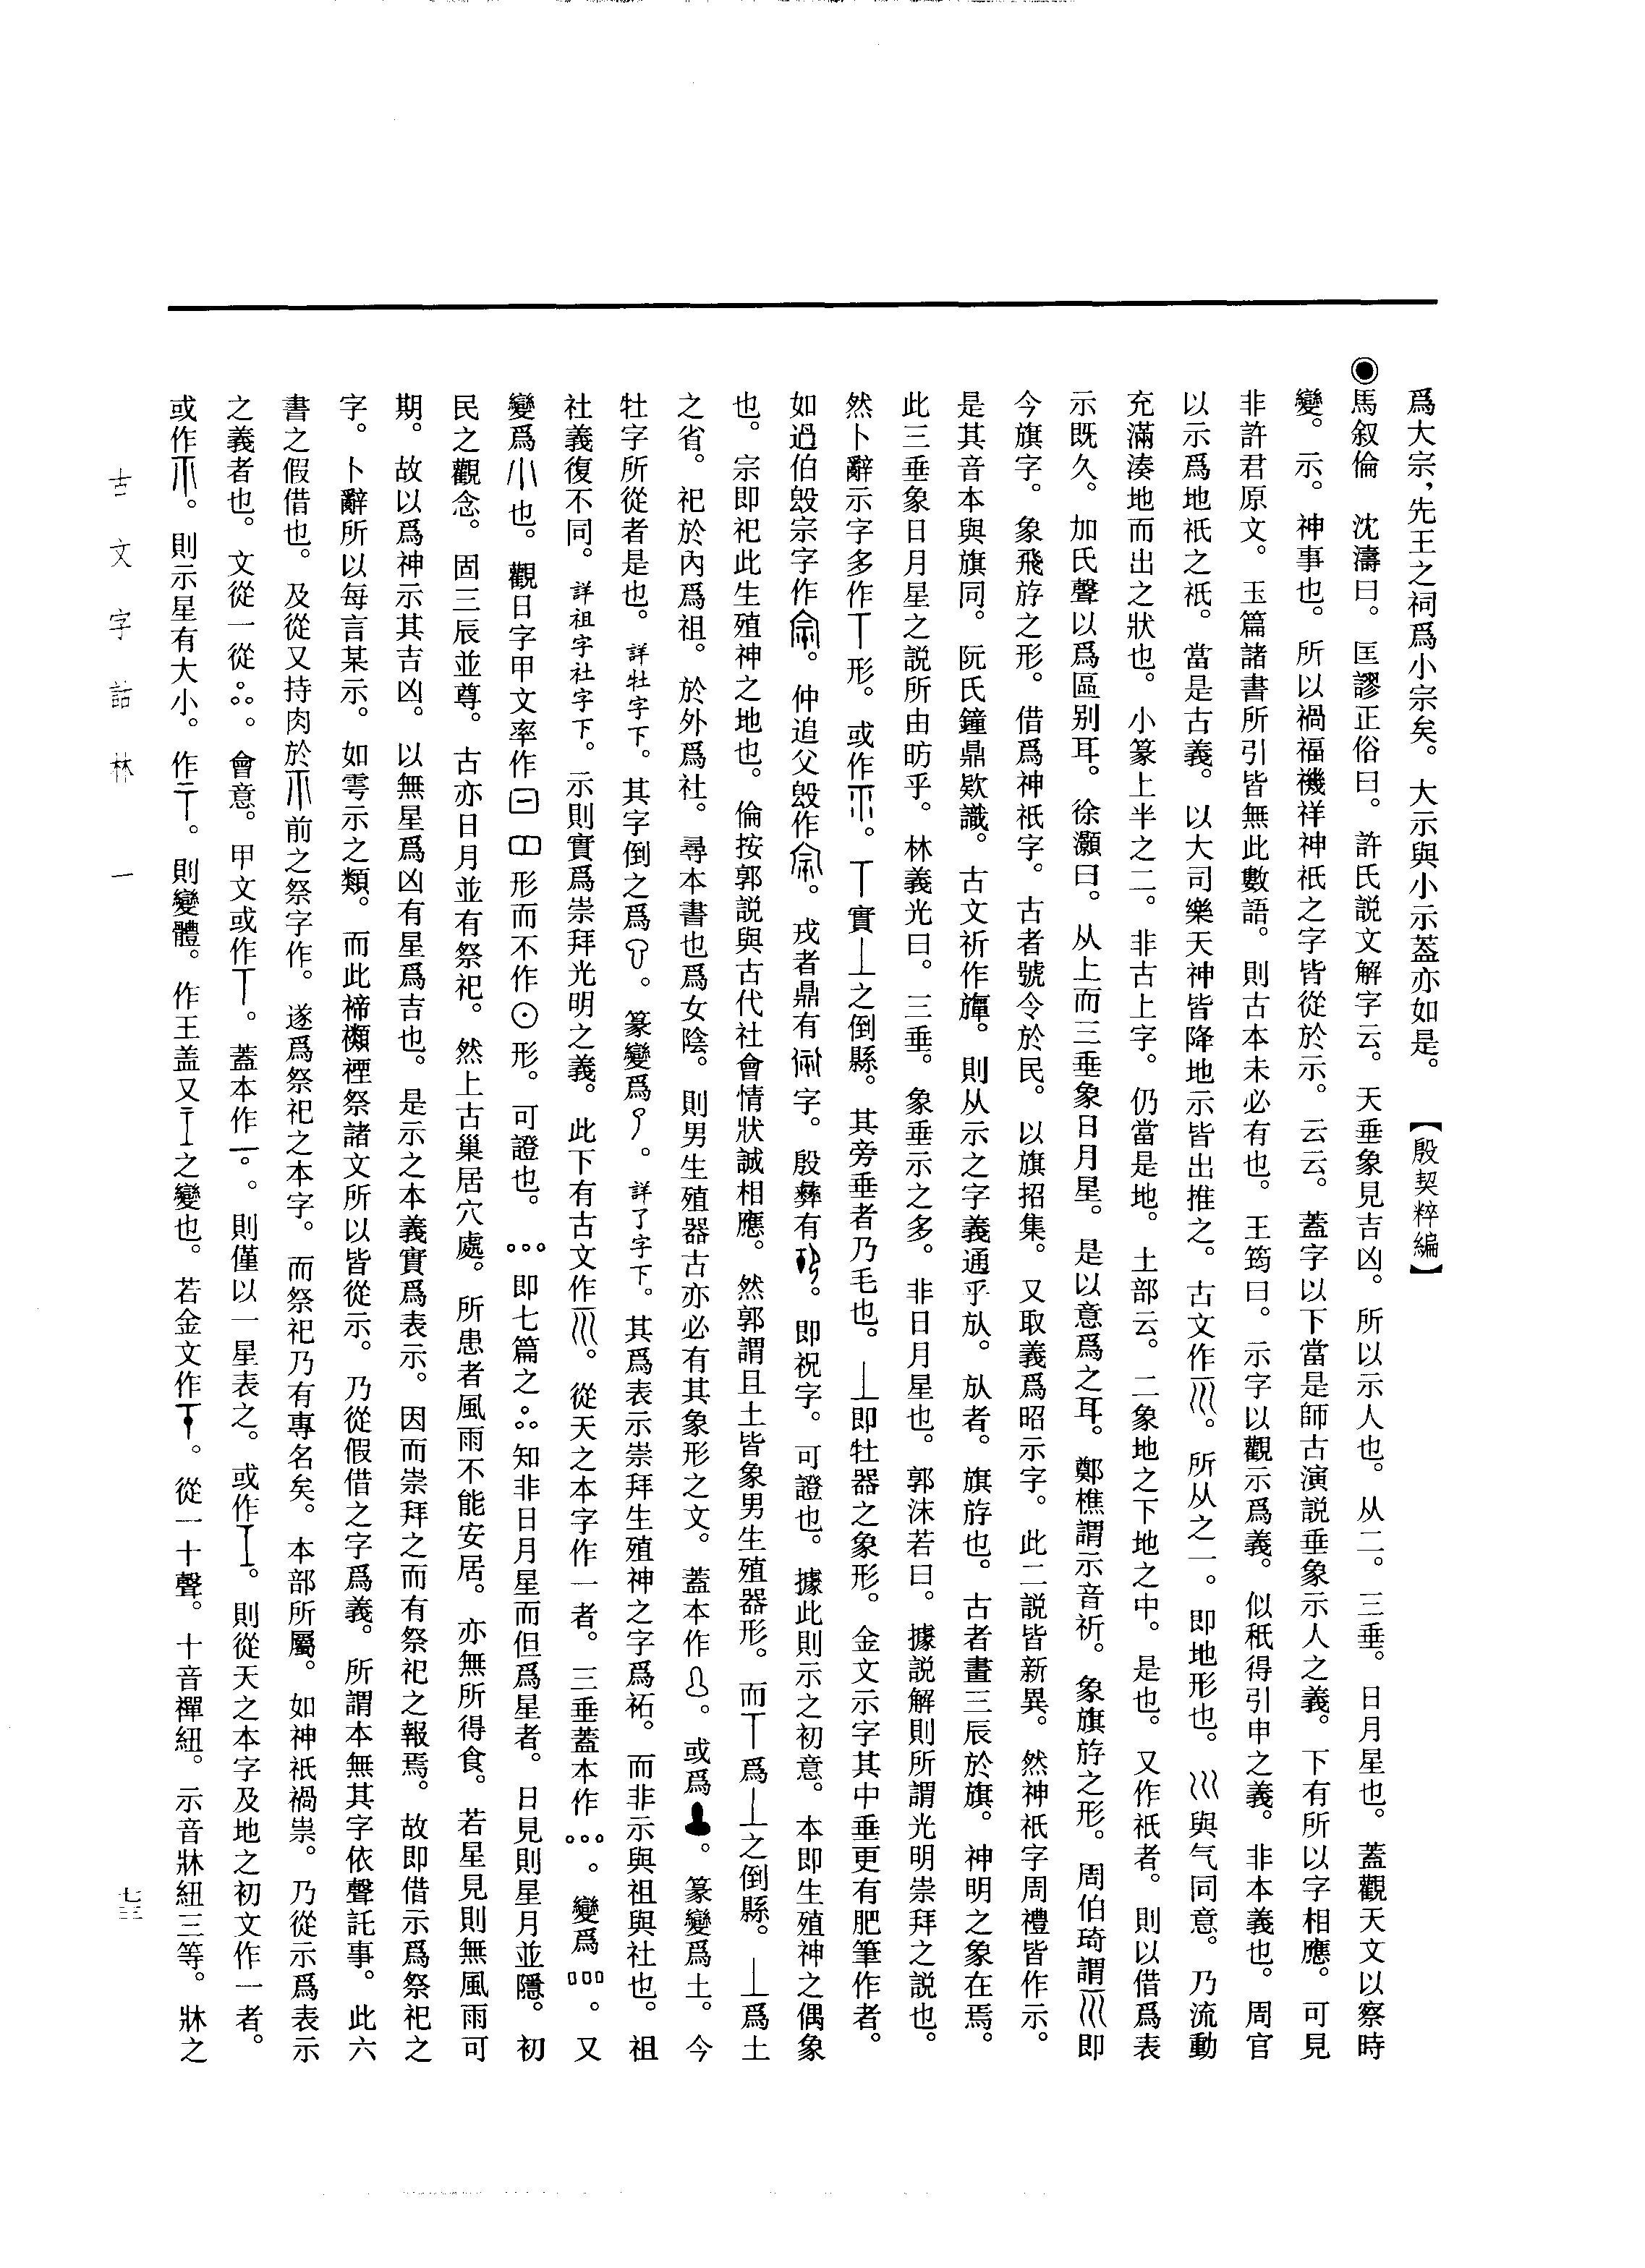 爲大宗，先王之祠爲小宗矣。大示與小示蓋亦如是。【殷契粹編】
◉馬叙倫　沈濤曰。匡謬正俗曰。許氏説文解字云。天垂象見吉凶。所以示人也。从二。三垂。日月星也。蓋觀天文以察時
變。示。神事也。所以禍福禨祥神祇之字皆從於示。云云。蓋字以下當是師古演説垂象示人之義。下有所以字相應。可見
非許君原文。玉篇諸書所引皆無此數語。則古本未必有也。王筠曰。示字以觀示爲義。似秖得引申之義。非本義也。周官
以示爲地祇之祇。當是古義。以大司樂天神皆降地示皆出推之。古文作。所从之一。即地形也。與气同意。乃流動
充滿湊地而出之狀也。小篆上半之二。非古上字。仍當是地。土部云。二象地之下地之中。是也。又作祇者。則以借爲表
示既久。加氏聲以爲區别耳。徐灝曰。从上而三垂象日月星。是以意爲之耳。鄭樵謂示音祈。象旗斿之形。周伯琦謂即
今旗字。象飛斿之形。借爲神祇字。古者號令於民。以旗招集。又取義爲昭示字。此二説皆新異。然神祇字周禮皆作示。
是其音本與旗同。阮氏鐘鼎欵識。古文祈作。則从示之字義通乎㫃。㫃者。旗斿也。古者畫三辰於旗。神明之象在焉。
此三垂象日月星之説所由昉乎。林義光曰。三垂。象垂示之多。非日月星也。郭沫若曰。據説解則所謂光明崇拜之説也。
然卜辭示字多作丅形。或作。丅實丄之倒縣。其旁垂者乃毛也。丄即牡器之象形。金文示字其中垂更有肥筆作者。
如過伯𣪘宗字作。仲追父𣪘作。戎者鼎有字。殷彝有。即祝字。可證也。據此則示之初意。本即生殖神之偶象
也。宗即祀此生殖神之地也。倫按郭説與古代社會情狀誠相應。然郭謂且土皆象男生殖器形。而丅爲丄之倒縣。丄爲土
之省。祀於內爲祖。於外爲社。尋本書也爲女陰。則男生殖器古亦必有其象形之文。蓋本作。或爲。篆變爲土。今
牡字所從者是也。詳牡字下。其字倒之爲。篆變爲。詳了字下。其爲表示崇拜生殖神之字爲祏。而非示與祖與社也。祖
社義復不同。詳祖字社字下。示則實爲崇拜光明之義。此下有古文作。從天之本字作一者。三垂蓋本作。變爲。又
變爲也。觀日字甲文率作形而不作⊙形。可證也。即七篇之知非日月星而但爲星者。日見則星月並隱。初
民之觀念。固三辰並尊。古亦日月並有祭祀。然上古巢居穴處。所患者風雨不能安居。亦無所得食。若星見則無風雨可
期。故以爲神示其吉凶。以無星爲凶有星爲吉也。是示之本義實爲表示。因而崇拜之而有祭祀之報焉。故即借示爲祭祀之
字。卜辭所以每言某示。如雩示之類。而此禘禷禋祭諸文所以皆從示。乃從假借之字爲義。所謂本無其字依聲託事。此六
書之假借也。及從又持肉於前之祭字作。遂爲祭祀之本字。而祭祀乃有專名矣。本部所屬。如神祇禍祟。乃從示爲表示
之義者也。文從一從。會意。甲文或作丅。蓋本作。則僅以一星表之。或作。則從天之本字及地之初文作一者。
或作。則示星有大小。作。則變體。作王蓋又之變也。若金文作。從一十聲。十音禪紐。示音牀紐三等。牀之
古文字詁林　一
七三